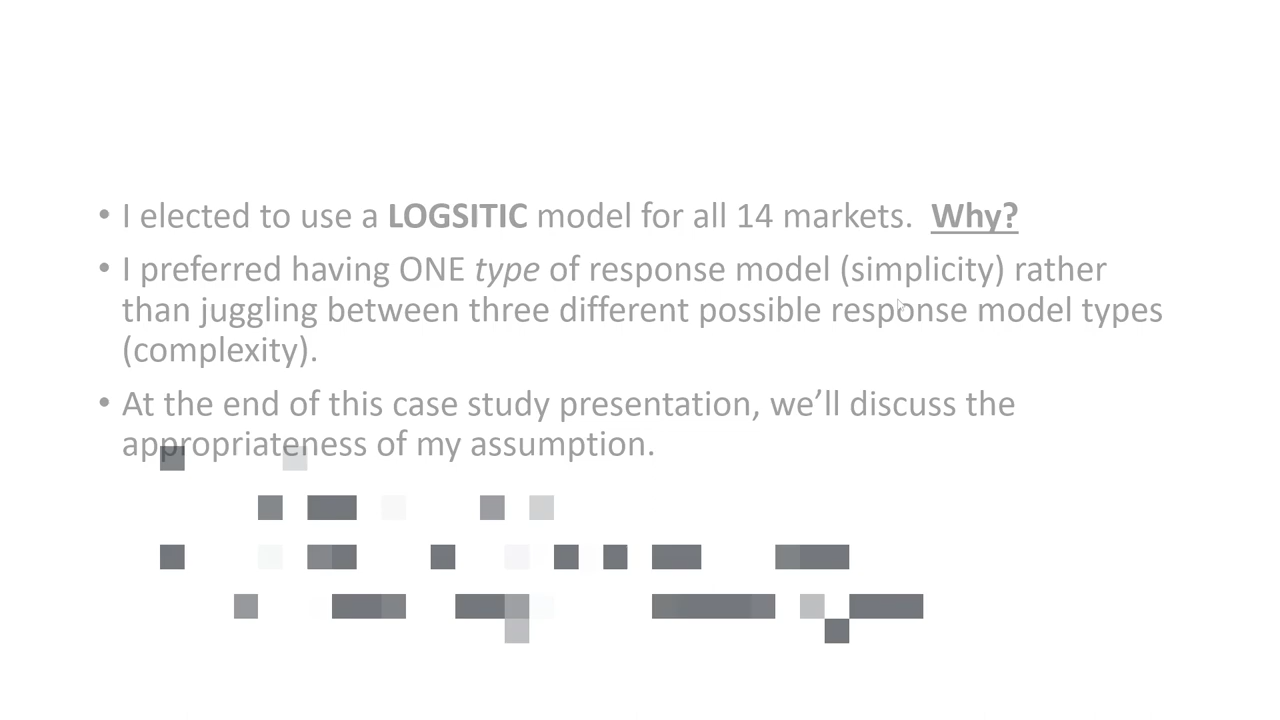 • I elected to use a LOGSITIC model for all 14 markets. Why?
• I preferred having ONE type of response model (simplicity) rather
than juggling between three different possible response model types
(complexity).
• At the end of this case study presentation, we’ll discuss the
appropriateness of my assumption.